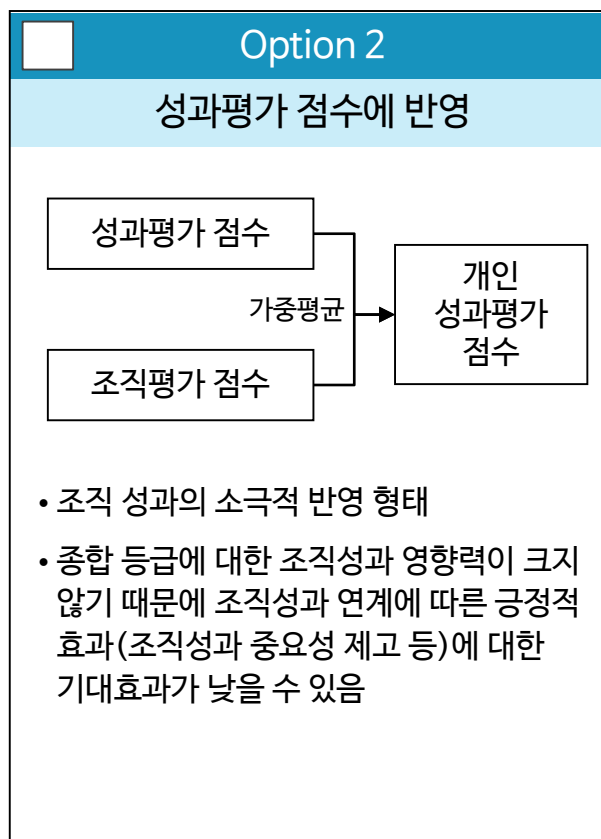 Option 2
성과평가 점수에 반영
성과평가 점수
가중평균
조직평가 점수
개인
성과평가
점수
• 조직 성과의 소극적 반영 형태
• 종합 등급에 대한 조직성과 영향력이 크지
않기 때문에 조직성과 연계에 따른 긍정적
효과(조직성과 중요성 제고 등)에 대한
기대효과가 낮을 수 있음